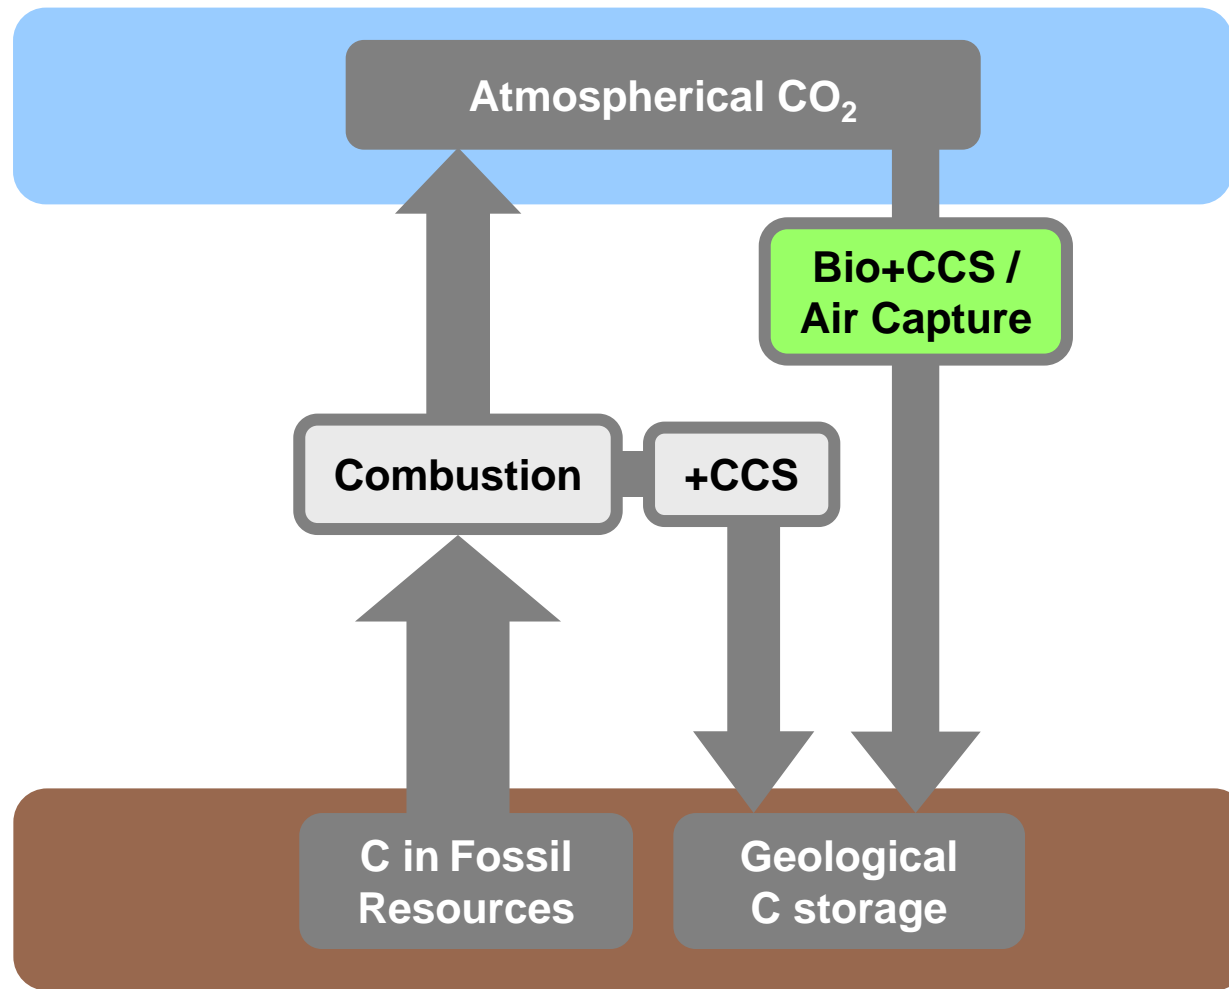 Atmospherical CO₂
Bio+CCS /
Air Capture
Combustion
+CCS
C in Fossil
Resources
Geological
C storage